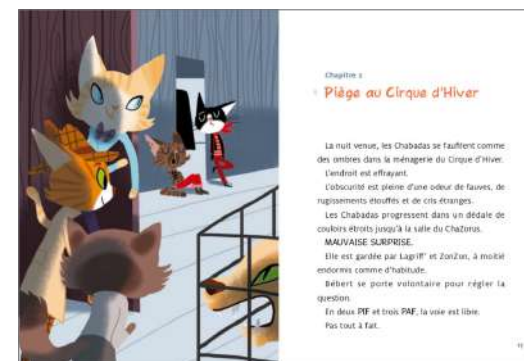 Chapitre 2
Piège au Cirque d'Hiver
La nuit venue, les Chabadas se faufilent comme
des ombres dans la ménagerie du Cirque d'Hiver.
L'endroit est effrayant.
L'obscurité est pleine d'une odeur de fauves, de
rugissements étouffés et de cris étranges.
Les Chabadas progressent dans un dédale de
couloirs étroits jusqu'à la salle du ChaZorus.
MAUVAISE SURPRISE.
Elle est gardée par Lagriff' et ZonZon, à moitié
endormis comme d'habitude.
Bébert se porte volontaire pour régler la
question.
En deux PIF et trois PAF, la voie est libre.
Pas tout à fait.